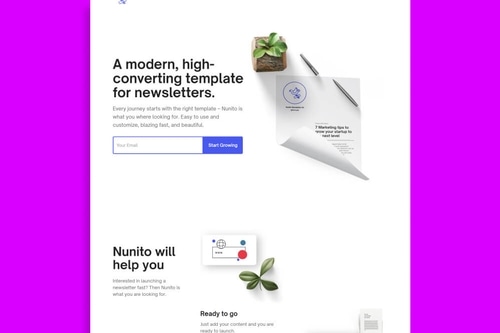 A modern, high-
converting template
for newsletters.
Every journey starts with the right template – Nunito is
what you where looking for. Easy to use and
customize, blazing fast, and beautiful.
Your Email
Start Growing
7 Marketing tips to
grow your startup to
next level
Nunito will
help you
Interested in launching a
newsletter fast? Then Nunito is
what you are looking for.
Ready to go
Just add your content and you are
ready to launch.